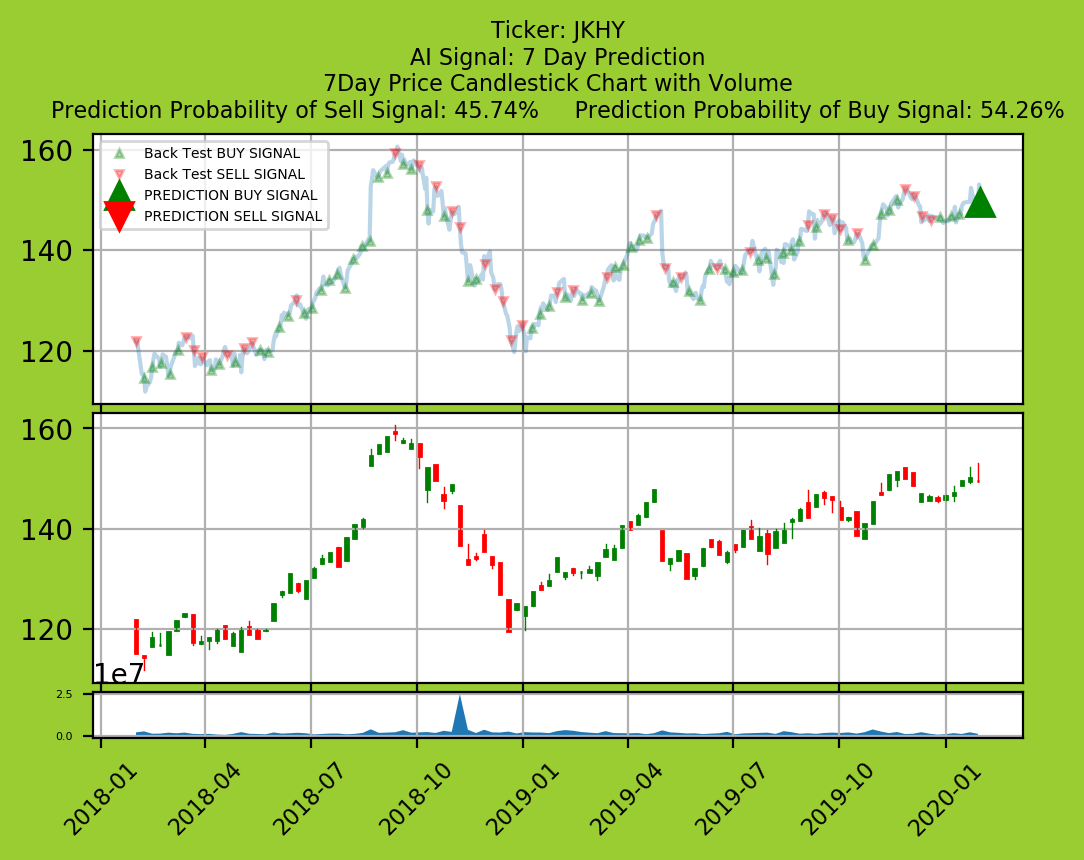 Ticker: JKHY
AI Signal: 7 Day Prediction
7Day Price Candlestick Chart with Volume
Prediction Probability of Sell Signal: 45.74%     Prediction Probability of Buy Signal: 54.26%
160
140
120
Back Test BUY SIGNAL
Back Test SELL SIGNAL
PREDICTION BUY SIGNAL
PREDICTION SELL SIGNAL
160
140
120
1e7
2.5
0.0
2018-01
2018-04
2018-07
2018-10
2019-01
2019-04
2019-07
2019-10
2020-01